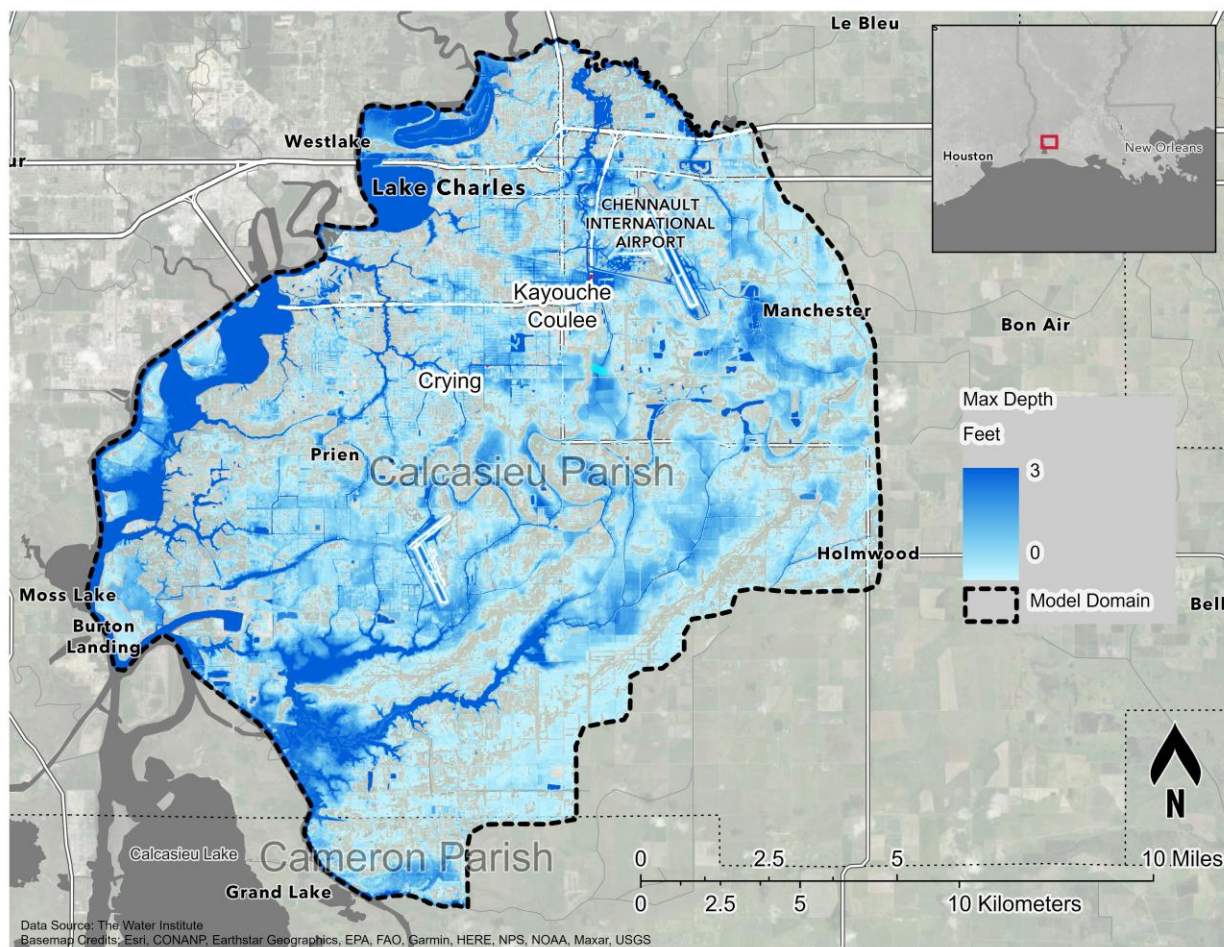 Le Bleu
s
Westlake
ur
Lake Charles
CHENNAULT
INTERNATIONAL
AIRPORT
Houston
New Orleans
Kayouche
Coulee
Manchester
Bon Air
Crying
Prien
Calcasieu Parish
Max Depth
Feet
3
0
Model Domain
Holmwood
Bell
Moss Lake
Burton
Landing
N
Calcasieu Lake
Cameron Parish
Grand Lake
0 2.5 5 10 Miles
0 2.5 5 10 Kilometers
Data Source: The Water Institute
Basemap Credits: Esri, CONANP, Earthstar Geographics, EPA, FAO, Garmin, HERE, NPS, NOAA, Maxar, USGS